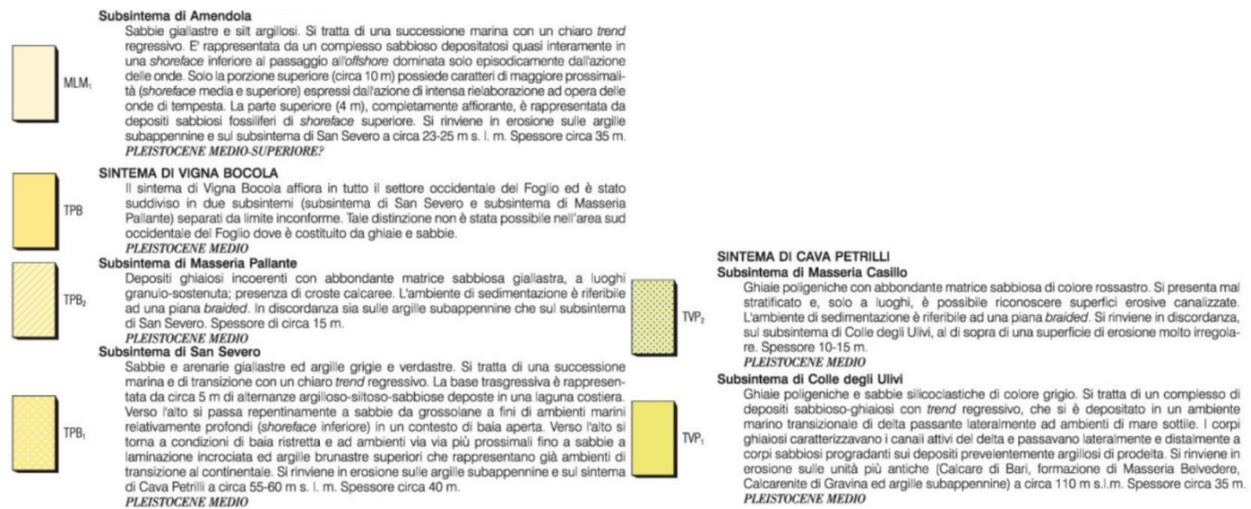 Subsintema di Amendola
Sabbie giallastre e silt argillosi. Si tratta di una successione marina con un chiaro trend
regressivo. E' rappresentata da un complesso sabbioso depositatosi quasi interamente in
una shoreface inferiore al passaggio all'offshore dominata solo episodicamente dall'azione
delle onde. Solo la porzione superiore (circa 10 m) possiede caratteri di maggiore prossimali-
tà (shoreface media e superiore) espressi dall'azione di intensa rielaborazione ad opera delle
onde di tempesta. La parte superiore (4 m), completamente affiorante, è rappresentata da
depositi sabbiosi fossiliferi di shoreface superiore. Si rinviene in erosione sulle argille
subappennine e sul subsintema di San Severo a circa 23-25 m s. l. m. Spessore circa 35 m.
PLEISTOCENE MEDIO-SUPERIORE?
MLM1
SINTEMA DI VIGNA BOCOLA
Il sintema di Vigna Bocola affiora in tutto il settore occidentale del Foglio ed è stato
suddiviso in due subsintemi (subsintema di San Severo e subsintema di Masseria
Pallante) separati da limite inconforme. Tale distinzione non è stata possibile nell'area sud
occidentale del Foglio dove è costituito da ghiaie e sabbie.
PLEISTOCENE MEDIO
TPB
Subsintema di Masseria Pallante
Depositi ghiaiosi incoerenti con abbondante matrice sabbiosa giallastra, a luoghi
granulo-sostenuta; presenza di croste calcaree. L'ambiente di sedimentazione è riferibile
ad una piana braided. In discordanza sia sulle argille subappennine che sul subsintema
di San Severo. Spessore di circa 15 m.
PLEISTOCENE MEDIO
TPB2
Subsintema di San Severo
Sabbie e arenarie giallastre ed argille grigie e verdastre. Si tratta di una successione
marina e di transizione con un chiaro trend regressivo. La base trasgressiva è rappresen-
tata da circa 5 m di alternanze argilloso-siltoso-sabbiose deposte in una laguna costiera.
Verso l'alto si passa repentinamente a sabbie da grossolane a fini di ambienti marini
relativamente profondi (shoreface inferiore) in un contesto di baia aperta. Verso l'alto si
torna a condizioni di baia ristretta e ad ambienti via via più prossimali fino a sabbie a
laminazione incrociata ed argille brunastre superiori che rappresentano già ambienti di
transizione al continentale. Si rinviene in erosione sulle argille subappennine e sul sintema
di Cava Petrilli a circa 55-60 m s. l. m. Spessore circa 40 m.
PLEISTOCENE MEDIO
TPB1
SINTEMA DI CAVA PETRILLI
Subsintema di Masseria Casillo
Ghiaie poligeniche con abbondante matrice sabbiosa di colore rossastro. Si presenta mal
stratificato e, solo a luoghi, è possibile riconoscere superfici erosive canalizzate.
L'ambiente di sedimentazione è riferibile ad una piana braided. Si rinviene in discordanza,
sul subsintema di Colle degli Ulivi, al di sopra di una superficie di erosione molto irregola-
re. Spessore 10-15 m.
PLEISTOCENE MEDIO
TVP2
Subsintema di Colle degli Ulivi
Ghiaie poligeniche e sabbie silicoclastiche di colore grigio. Si tratta di un complesso di
depositi sabbioso-ghiaiosi con trend regressivo, che si è depositato in un ambiente
marino transizionale di delta passante lateralmente ad ambienti di mare sottile. I corpi
ghiaiosi caratterizzavano i canali attivi del delta e passavano lateralmente e distalmente a
corpi sabbiosi progradanti sui depositi prevelentemente argillosi di prodelta. Si rinviene in
erosione sulle unità più antiche (Calcare di Bari, formazione di Masseria Belvedere,
Calcarenite di Gravina ed argille subappennine) a circa 110 m s.l.m. Spessore circa 35 m.
PLEISTOCENE MEDIO
TVP1